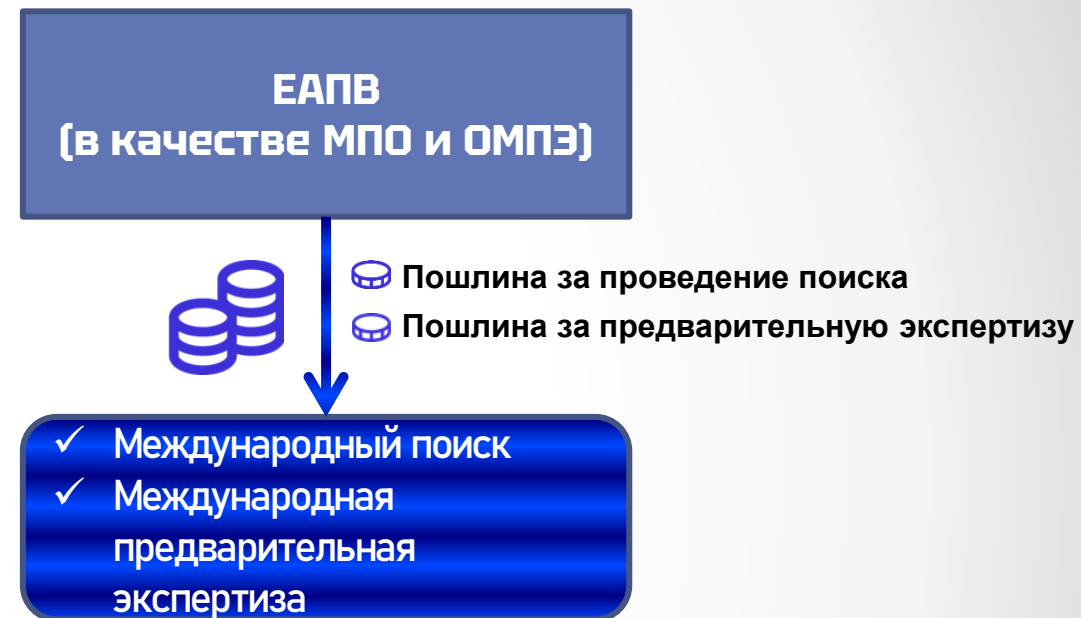 ЕАПВ
(в качестве МПО и ОМПЭ)
Пошлина за проведение поиска
Пошлина за предварительную экспертизу
✓ Международный поиск
✓ Международная
предварительная
экспертиза